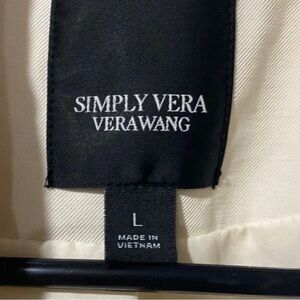 SIMPLY VERA
VERAWANG
L
MADE IN
VIETNAM